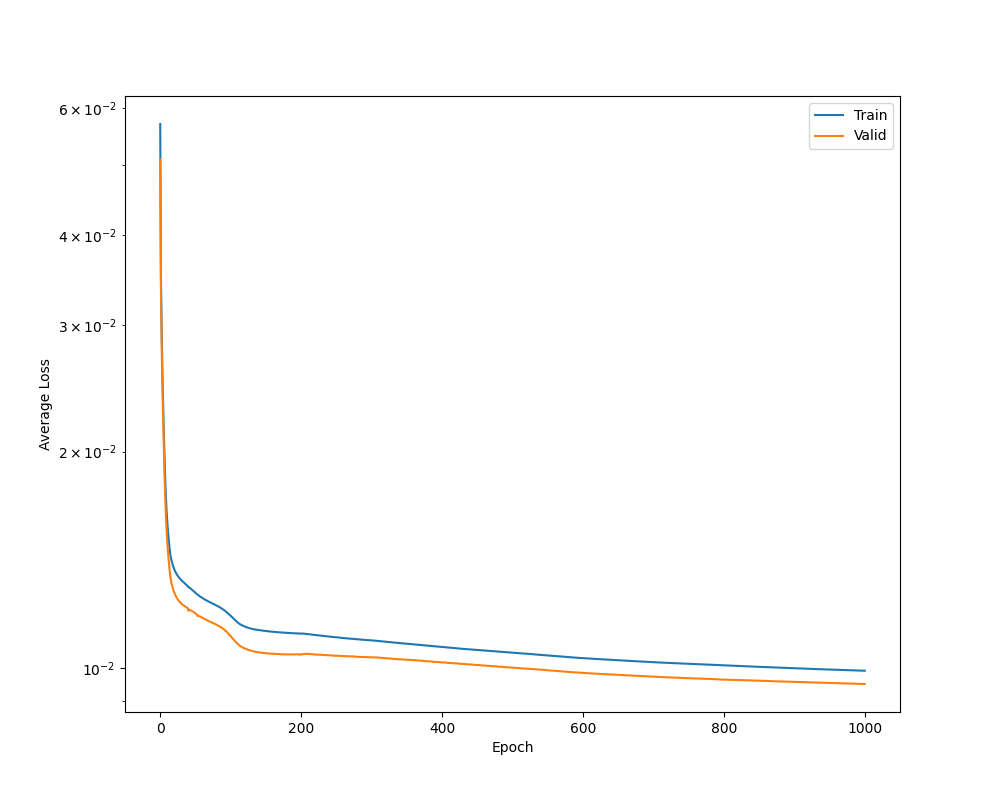 6 × 10⁻²
4 × 10⁻²
3 × 10⁻²
2 × 10⁻²
10⁻²
Average Loss
0 200 400 600 800 1000
Epoch
Train
Valid